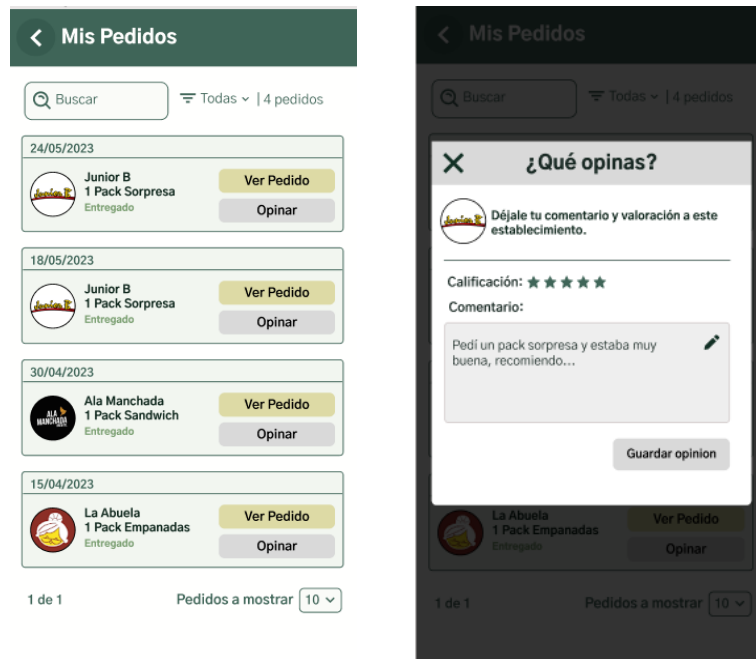 Mis Pedidos
Buscar
Todas | 4 pedidos
24/05/2023
Junior B
1 Pack Sorpresa
Entregado
Ver Pedido
Opinar
18/05/2023
Junior B
1 Pack Sorpresa
Entregado
Ver Pedido
Opinar
30/04/2023
ALA
MANCHADA
Ala Manchada
1 Pack Sandwich
Entregado
Ver Pedido
Opinar
15/04/2023
La Abuela
1 Pack Empanadas
Entregado
Ver Pedido
Opinar
1 de 1
Pedidos a mostrar 10
Mis Pedidos
Buscar
Todas | 4 pedidos
¿Qué opinas?
Déjale tu comentario y valoración a este
establecimiento.
Calificación:
Comentario:
Pedí un pack sorpresa y estaba muy
buena, recomiendo...
Guardar opinion
La Abuela
1 Pack Empanadas
Entregado
Ver Pedido
Opinar
1 de 1
Pedidos a mostrar 10